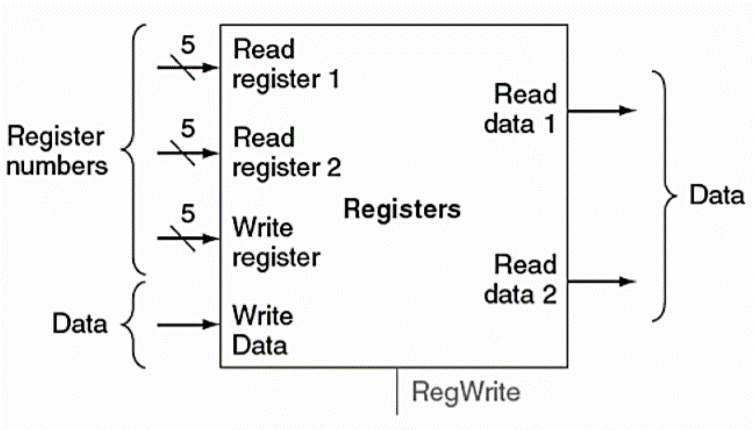 Register
numbers
Data
5
Read
register 1
5
Read
register 2
5
Write
register
Write
Data
Registers
Read
data 1
Read
data 2
Data
RegWrite